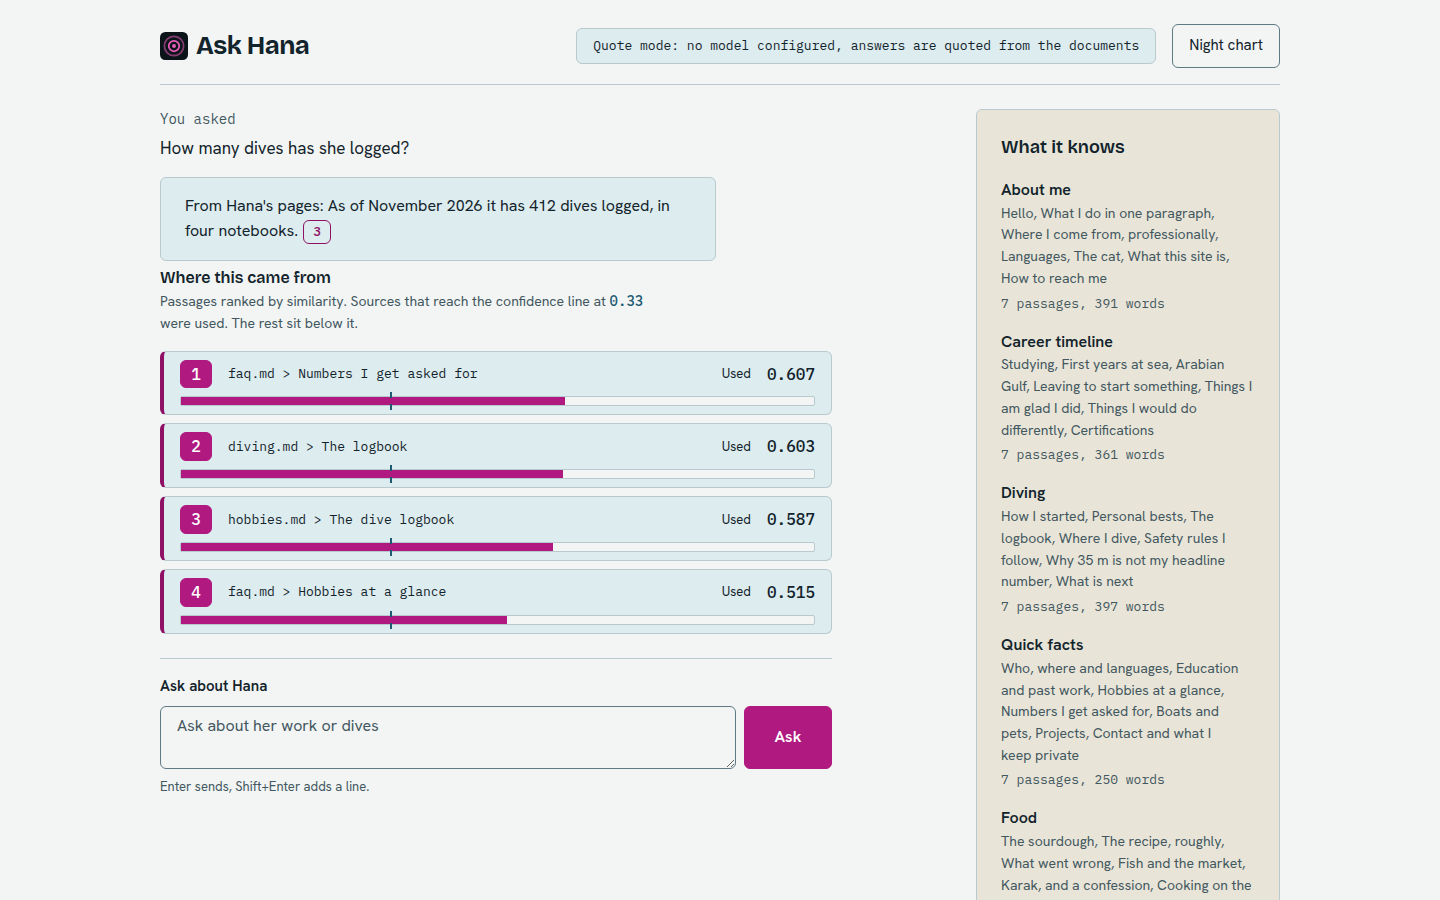 Ask Hana
Quote mode: no model configured, answers are quoted from the documents
Night chart
You asked
How many dives has she logged?
From Hana's pages: As of November 2026 it has 412 dives logged, in
four notebooks. 3
Where this came from
Passages ranked by similarity. Sources that reach the confidence line at 0.33
were used. The rest sit below it.
1 faq.md > Numbers I get asked for Used 0.607
2 diving.md > The logbook Used 0.603
3 hobbies.md > The dive logbook Used 0.587
4 faq.md > Hobbies at a glance Used 0.515
Ask about Hana
Ask about her work or dives
Ask
Enter sends, Shift+Enter adds a line.
What it knows
About me
Hello, What I do in one paragraph,
Where I come from, professionally,
Languages, The cat, What this site is,
How to reach me
7 passages, 391 words
Career timeline
Studying, First years at sea, Arabian
Gulf, Leaving to start something, Things I
am glad I did, Things I would do
differently, Certifications
7 passages, 361 words
Diving
How I started, Personal bests, The
logbook, Where I dive, Safety rules I
follow, Why 35 m is not my headline
number, What is next
7 passages, 397 words
Quick facts
Who, where and languages, Education
and past work, Hobbies at a glance,
Numbers I get asked for, Boats and
pets, Projects, Contact and what I
keep private
7 passages, 250 words
Food
The sourdough, The recipe, roughly,
What went wrong, Fish and the market,
Karak, and a confession, Cooking on the